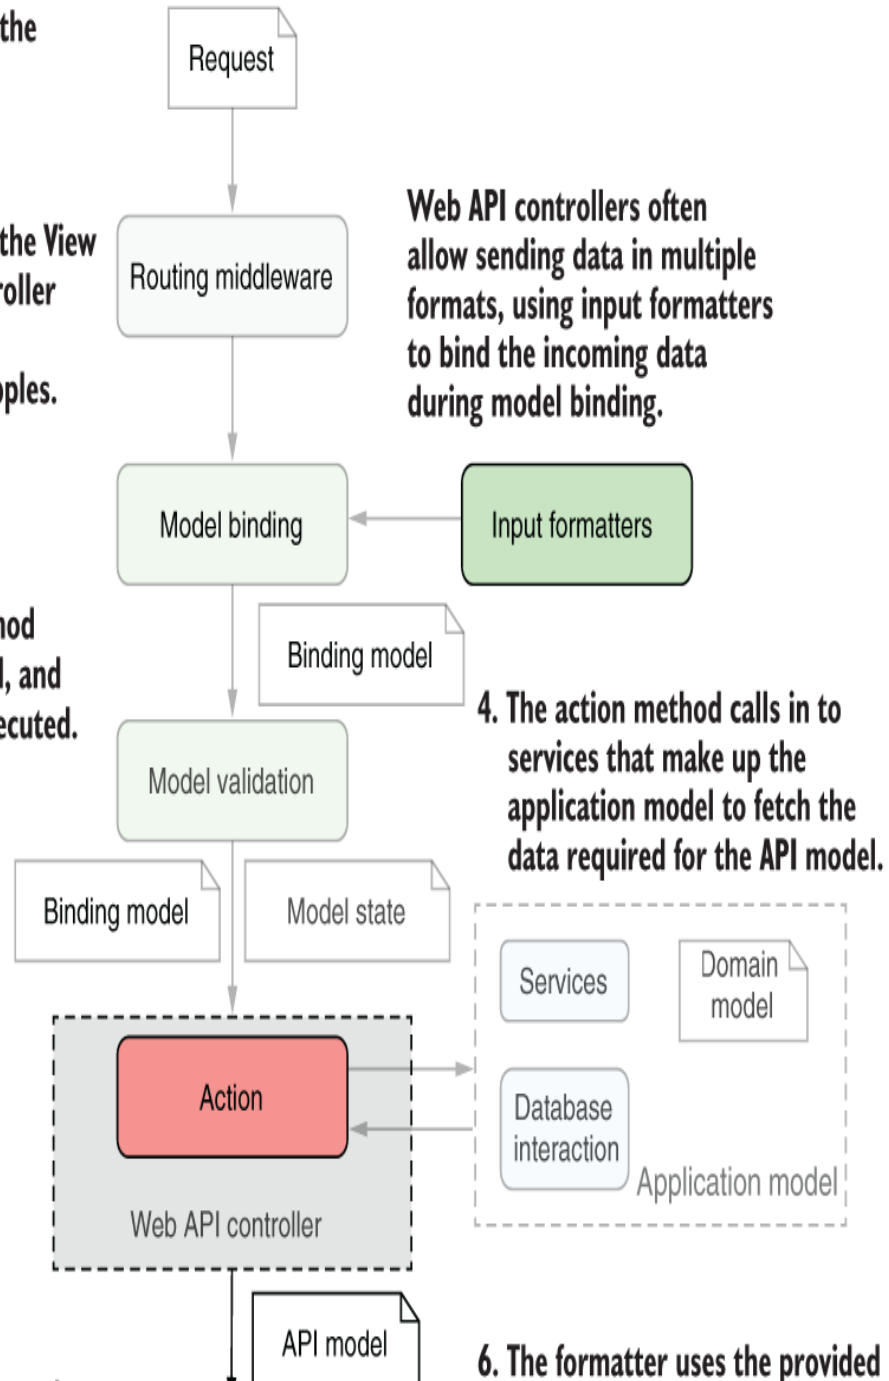 the
Request
Web API controllers often
allow sending data in multiple
formats, using input formatters
to bind the incoming data
during model binding.
the View
Routing middleware
Model binding
Input formatters
Binding model
, and
4. The action method calls in to
services that make up the
application model to fetch the
data required for the API model.
Model validation
Binding model
Model state
Services
Domain
model
Action
Database
interaction
Application model
Web API controller
API model
6. The formatter uses the provided